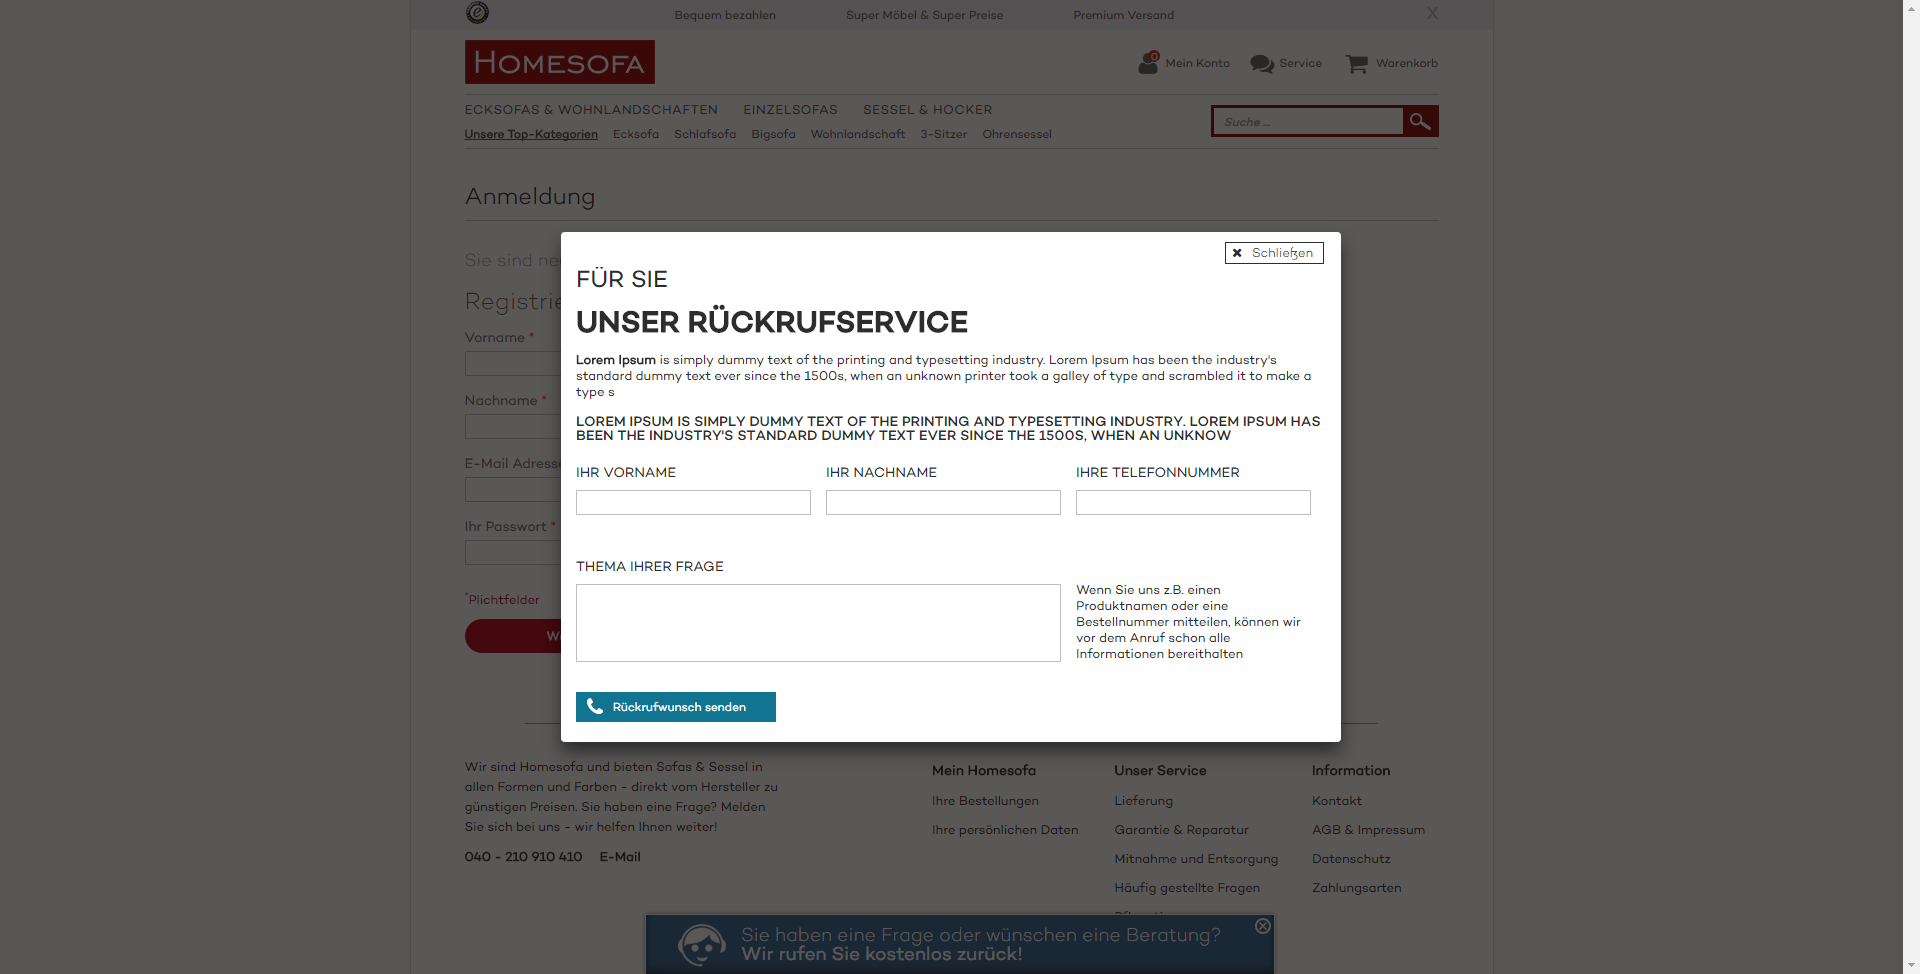 Bequem bezahlen
Super Möbel & Super Preise
Premium Versand
X
HOMESOFA
0
Mein Konto
Service
Warenkorb
ECKSOFAS & WOHNLANDSCHAFTEN
EINZELSOFAS
SESSEL & HOCKER
Unsere Top-Kategorien
Ecksofa
Schlafsofa
Bigsofa
Wohnlandschaft
3-Sitzer
Ohrensessel
Suche ...
Anmeldung
Sie sind
Vorname *
Nachname *
E-Mail
Ihr Passwort *
*Plichtfelder
Schließen
FÜR SIE
UNSER RÜCKRUFSERVICE
Lorem Ipsum is simply dummy text of the printing and typesetting industry. Lorem Ipsum has been the industry's
standard dummy text ever since the 1500s, when an unknown printer took a galley of type and scrambled it to make a
type s
LOREM IPSUM IS SIMPLY DUMMY TEXT OF THE PRINTING AND TYPESETTING INDUSTRY. LOREM IPSUM HAS
BEEN THE INDUSTRY'S STANDARD DUMMY TEXT EVER SINCE THE 1500S, WHEN AN UNKNOW
IHR VORNAME
IHR NACHNAME
IHRE TELEFONNUMMER
THEMA IHRER FRAGE
Wenn Sie uns z.B. einen
Produktnamen oder eine
Bestellnummer mitteilen, können wir
vor dem Anruf schon alle
Informationen bereithalten
Rückrufwunsch senden
Wir sind Homesofa und bieten Sofas & Sessel in
allen Formen und Farben - direkt vom Hersteller zu
günstigen Preisen. Sie haben eine Frage? Melden
Sie sich bei uns - wir helfen Ihnen weiter!
040 - 210 910 410
E-Mail
Mein Homesofa
Ihre Bestellungen
Ihre persönlichen Daten
Unser Service
Lieferung
Garantie & Reparatur
Mitnahme und Entsorgung
Häufig gestellte Fragen
Information
Kontakt
AGB & Impressum
Datenschutz
Zahlungsarten
Sie haben eine Frage oder wünschen eine Beratung?
Wir rufen Sie kostenlos zurück!